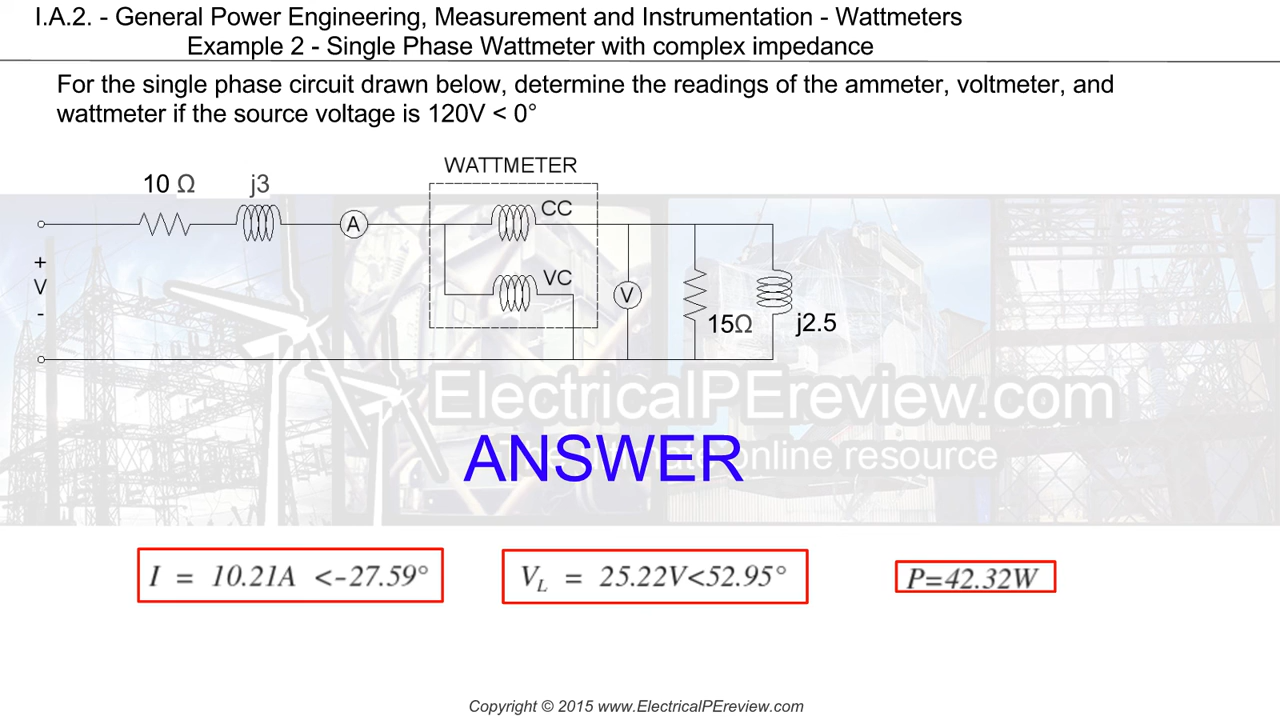 I.A.2. - General Power Engineering, Measurement and Instrumentation - Wattmeters
Example 2 - Single Phase Wattmeter with complex impedance
For the single phase circuit drawn below, determine the readings of the ammeter, voltmeter, and
wattmeter if the source voltage is 120V < 0°
WATTMETER
10 Ω j3
CC
A
+
V
-
VC
V
15Ω j2.5
ElectricalPEreview.com
ANSWER
online resource
I = 10.21A <-27.59°
V_L = 25.22V<52.95°
P=42.32W
Copyright © 2015 www.ElectricalPEreview.com